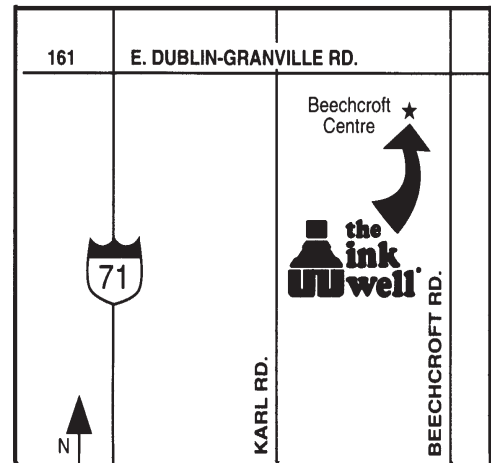 161 E. DUBLIN-GRANVILLE RD.
Beechcroft
Centre
the
ink
well
71
KARL RD.
BEECHCROFT RD.
N